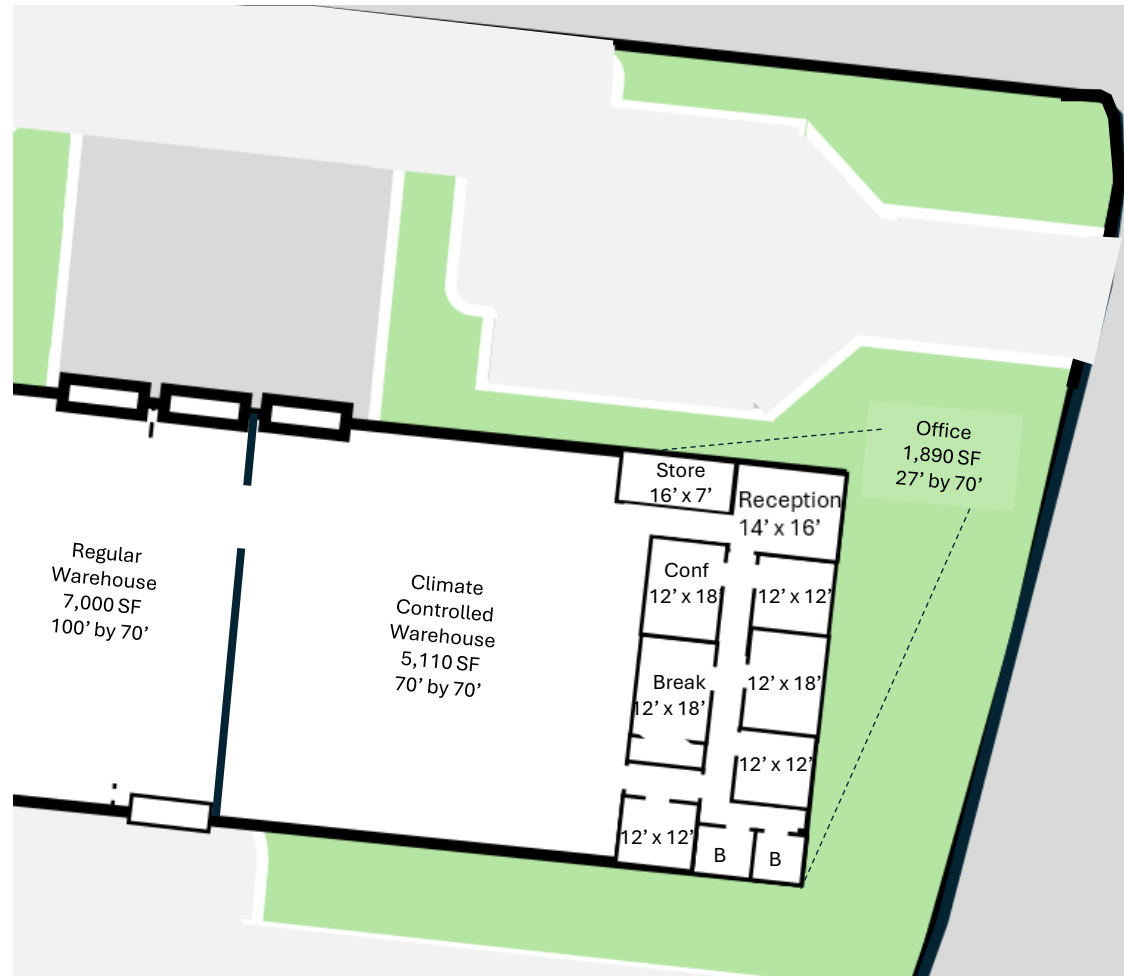 Office
1,890 SF
27’ by 70’
Store
16’ x 7’
Reception
14’ x 16’
Regular
Warehouse
7,000 SF
100’ by 70’
Climate
Controlled
Warehouse
5,110 SF
70’ by 70’
Conf
12’ x 18
12’ x 12’
Break
12’ x 18’
12’ x 18’
12’ x 12’
12’ x 12’
B
B